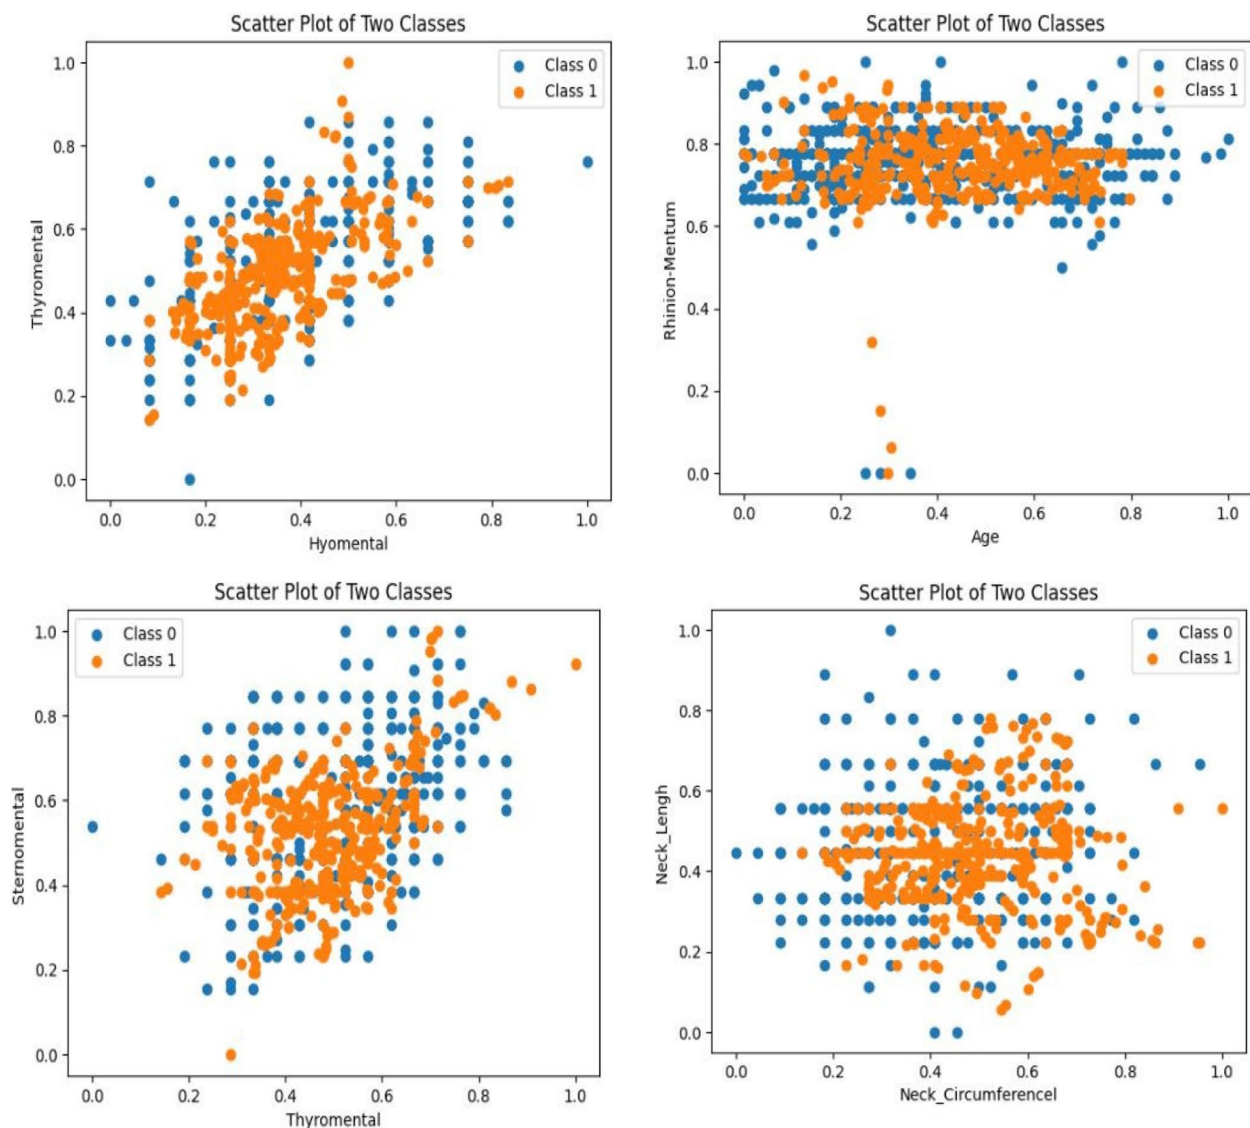 Scatter Plot of Two Classes
Class 0
Class 1
1.0
0.8
0.6
0.4
0.2
0.0
Thyromental
0.0 0.2 0.4 0.6 0.8 1.0
Hyomental
Scatter Plot of Two Classes
Class 0
Class 1
1.0
0.8
0.6
0.4
0.2
0.0
Rhinion-Mentum
0.0 0.2 0.4 0.6 0.8 1.0
Age
Scatter Plot of Two Classes
Class 0
Class 1
1.0
0.8
0.6
0.4
0.2
0.0
Sternomental
0.0 0.2 0.4 0.6 0.8 1.0
Thyromental
Scatter Plot of Two Classes
Class 0
Class 1
1.0
0.8
0.6
0.4
0.2
0.0
Neck_Lengh
0.0 0.2 0.4 0.6 0.8 1.0
Neck_Circumferencel